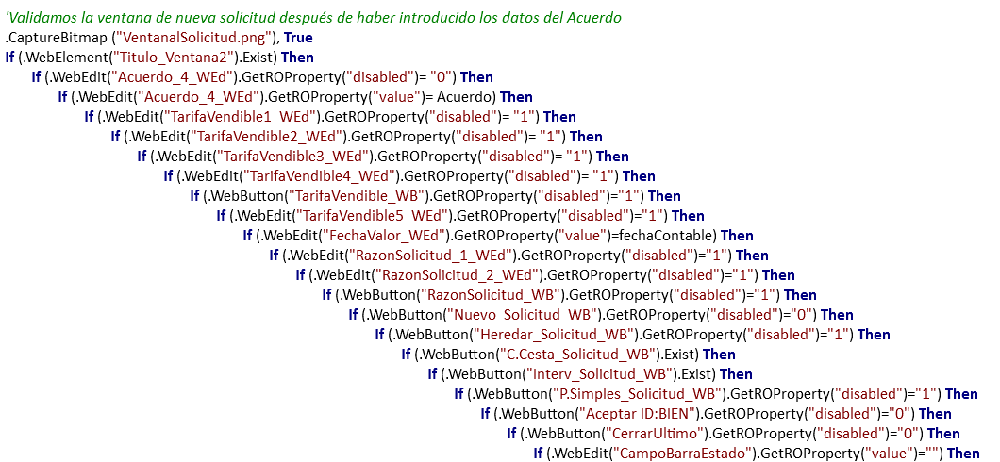 'Validamos la ventana de nueva solicitud después de haber introducido los datos del Acuerdo
.CaptureBitmap ("VentanalSolicitud.png"), True
If (.WebElement("Titulo_Ventana2").Exist) Then
If (.WebEdit("Acuerdo_4_WEd").GetROProperty("disabled")= "0") Then
If (.WebEdit("Acuerdo_4_WEd").GetROProperty("value")= Acuerdo) Then
If (.WebEdit("TarifaVendible1_WEd").GetROProperty("disabled")= "1") Then
If (.WebEdit("TarifaVendible2_WEd").GetROProperty("disabled")= "1") Then
If (.WebEdit("TarifaVendible3_WEd").GetROProperty("disabled")= "1") Then
If (.WebEdit("TarifaVendible4_WEd").GetROProperty("disabled")= "1") Then
If (.WebButton("TarifaVendible_WB").GetROProperty("disabled")="1") Then
If (.WebEdit("TarifaVendible5_WEd").GetROProperty("disabled")="1") Then
If (.WebEdit("FechaValor_WEd").GetROProperty("value")=fechaContable) Then
If (.WebEdit("RazonSolicitud_1_WEd").GetROProperty("disabled")="1") Then
If (.WebEdit("RazonSolicitud_2_WEd").GetROProperty("disabled")="1") Then
If (.WebButton("RazonSolicitud_WB").GetROProperty("disabled")="1") Then
If (.WebButton("Nuevo_Solicitud_WB").GetROProperty("disabled")="0") Then
If (.WebButton("Heredar_Solicitud_WB").GetROProperty("disabled")="1") Then
If (.WebButton("C.Cesta_Solicitud_WB").Exist) Then
If (.WebButton("Interv_Solicitud_WB").Exist) Then
If (.WebButton("P.Simples_Solicitud_WB").GetROProperty("disabled")="1") Then
If (.WebButton("Aceptar ID:BIEN").GetROProperty("disabled")="0") Then
If (.WebButton("CerrarUltimo").GetROProperty("disabled")="0") Then
If (.WebEdit("CampoBarraEstado").GetROProperty("value")="") Then